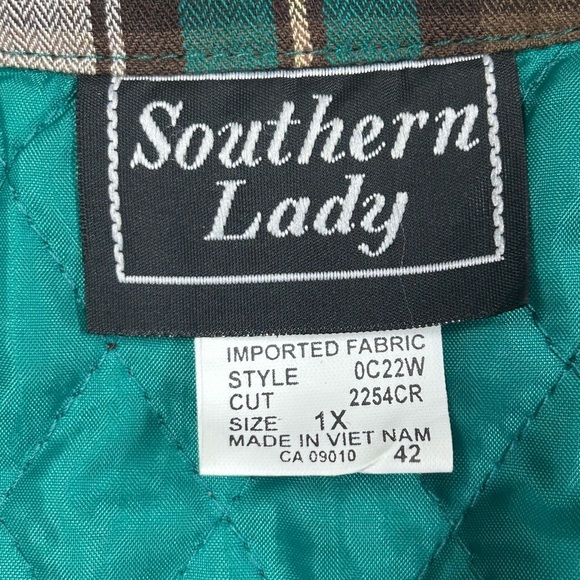 Southern
Lady
IMPORTED FABRIC
STYLE 0C22W
CUT 2254CR
SIZE 1X
MADE IN VIET NAM
CA 09010 42